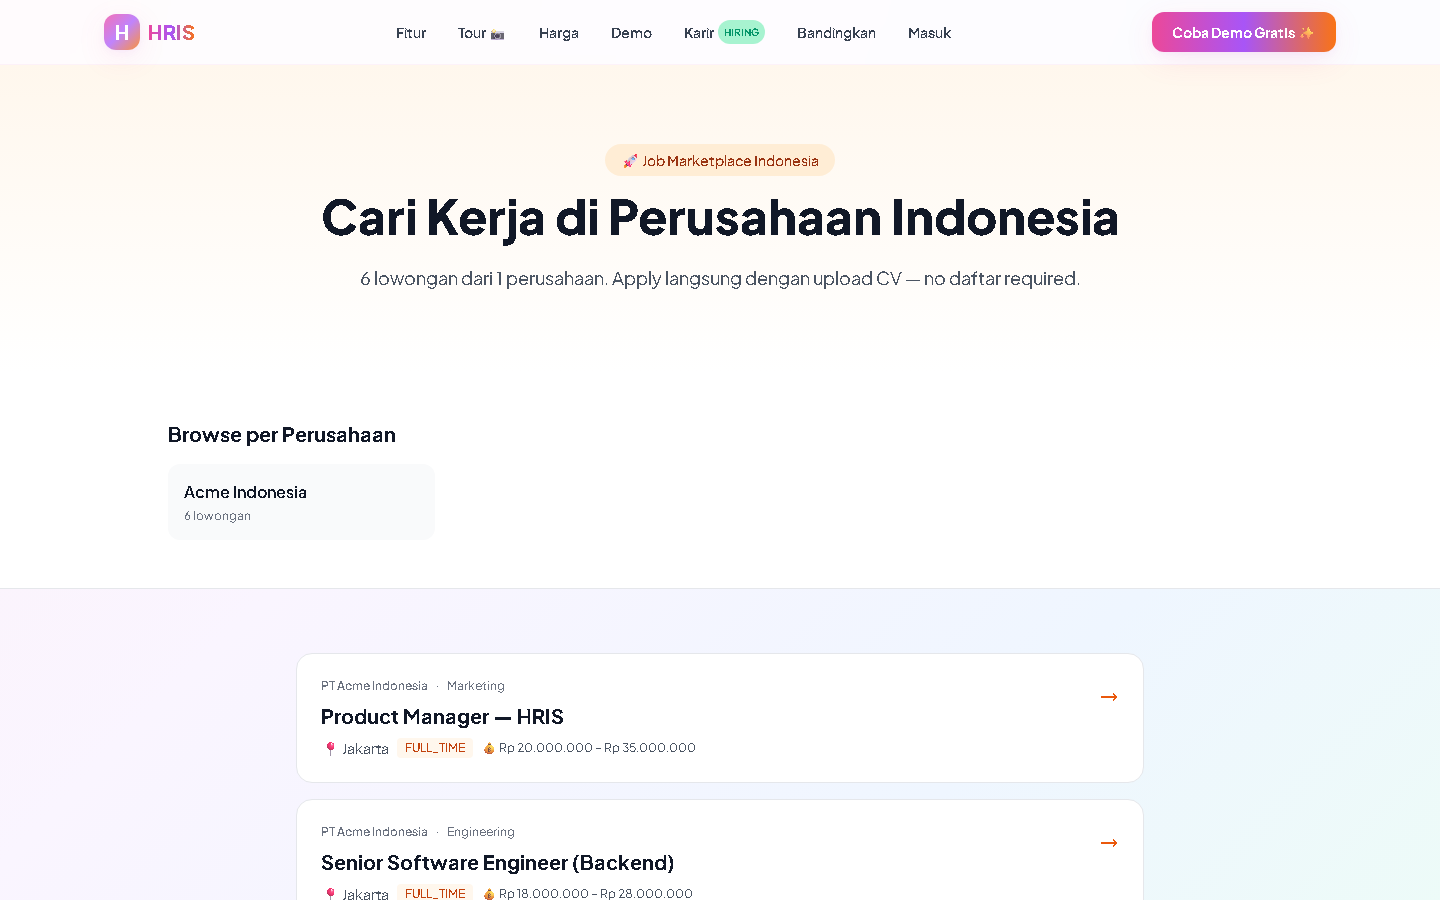 H HRIS Fitur Tour 📷 Harga Demo Karir HIRING Bandingkan Masuk Coba Demo Gratis ✨
🚀 Job Marketplace Indonesia
Cari Kerja di Perusahaan Indonesia
6 lowongan dari 1 perusahaan. Apply langsung dengan upload CV — no daftar required.
Browse per Perusahaan
Acme Indonesia
6 lowongan
PT Acme Indonesia · Marketing
Product Manager — HRIS
📍 Jakarta FULL_TIME 💰 Rp 20.000.000 – Rp 35.000.000
→
PT Acme Indonesia · Engineering
Senior Software Engineer (Backend)
📍 Jakarta FULL_TIME 💰 Rp 18.000.000 – Rp 28.000.000
→